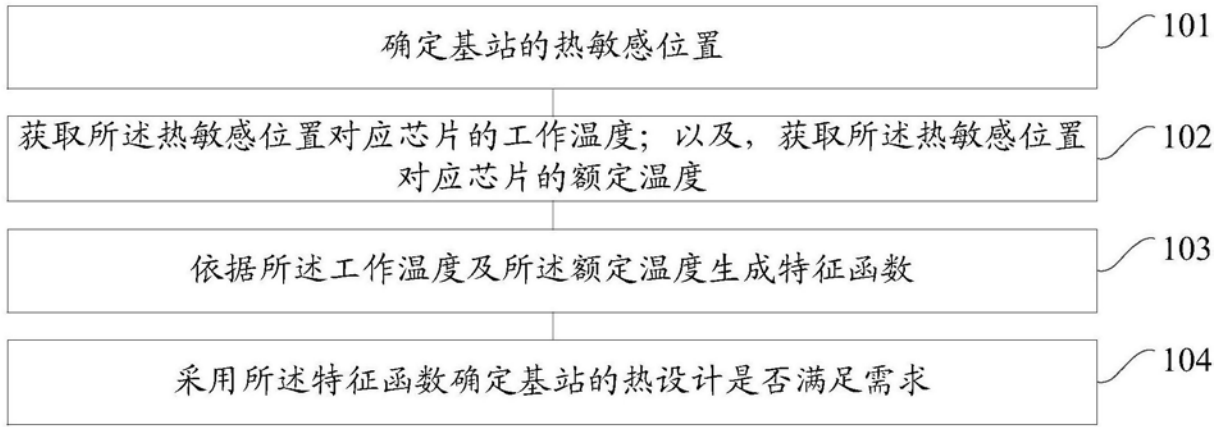 确定基站的热敏感位置
101
获取所述热敏感位置对应芯片的工作温度；以及，获取所述热敏感位置
对应芯片的额定温度
102
依据所述工作温度及所述额定温度生成特征函数
103
采用所述特征函数确定基站的热设计是否满足需求
104